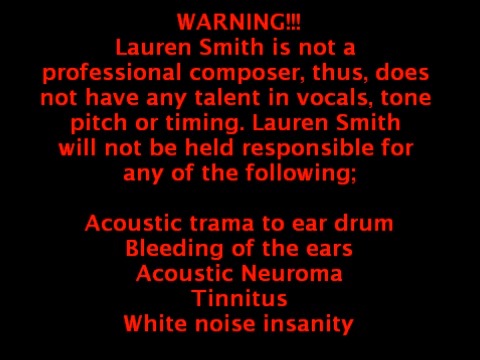 WARNING!!!
Lauren Smith is not a
professional composer, thus, does
not have any talent in vocals, tone
pitch or timing. Lauren Smith
will not be held responsible for
any of the following;
Acoustic trama to ear drum
Bleeding of the ears
Acoustic Neuroma
Tinnitus
White noise insanity